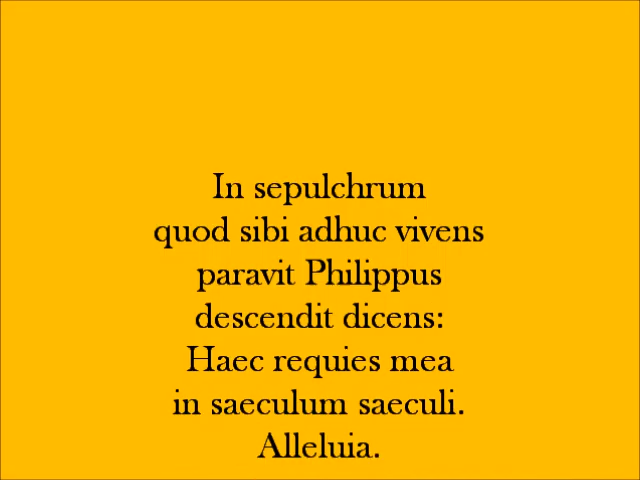 In sepulchrum
quod sibi adhuc vivens
paravit Philippus
descendit dicens:
Haec requies mea
in saeculum saeculi.
Alleluia.